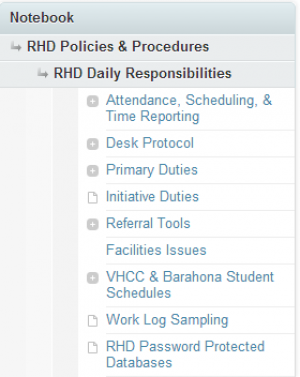 Notebook
RHD Policies & Procedures
RHD Daily Responsibilities
Attendance, Scheduling, &
Time Reporting
Desk Protocol
Primary Duties
Initiative Duties
Referral Tools
Facilities Issues
VHCC & Barahona Student
Schedules
Work Log Sampling
RHD Password Protected
Databases